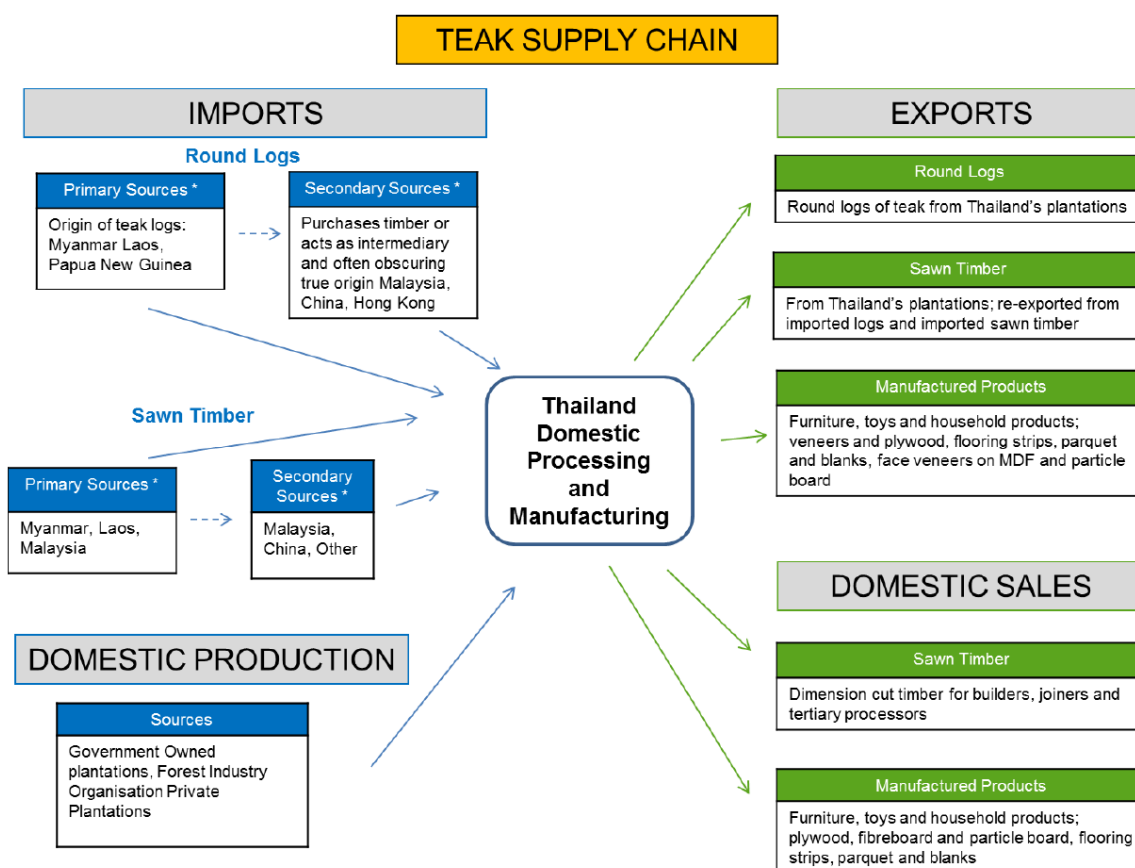 TEAK SUPPLY CHAIN
IMPORTS
Round Logs
Primary Sources *
Origin of teak logs:
Myanmar Laos,
Papua New Guinea
Secondary Sources *
Purchases timber or
acts as intermediary
and often obscuring
true origin Malaysia,
China, Hong Kong
Sawn Timber
Primary Sources *
Myanmar, Laos,
Malaysia
Secondary
Sources *
Malaysia,
China, Other
DOMESTIC PRODUCTION
Sources
Government Owned
plantations, Forest Industry
Organisation Private
Plantations
Thailand
Domestic
Processing
and
Manufacturing
EXPORTS
Round Logs
Round logs of teak from Thailand's plantations
Sawn Timber
From Thailand's plantations; re-exported from
imported logs and imported sawn timber
Manufactured Products
Furniture, toys and household products;
veneers and plywood, flooring strips, parquet
and blanks, face veneers on MDF and particle
board
DOMESTIC SALES
Sawn Timber
Dimension cut timber for builders, joiners and
tertiary processors
Manufactured Products
Furniture, toys and household products;
plywood, fibreboard and particle board, flooring
strips, parquet and blanks